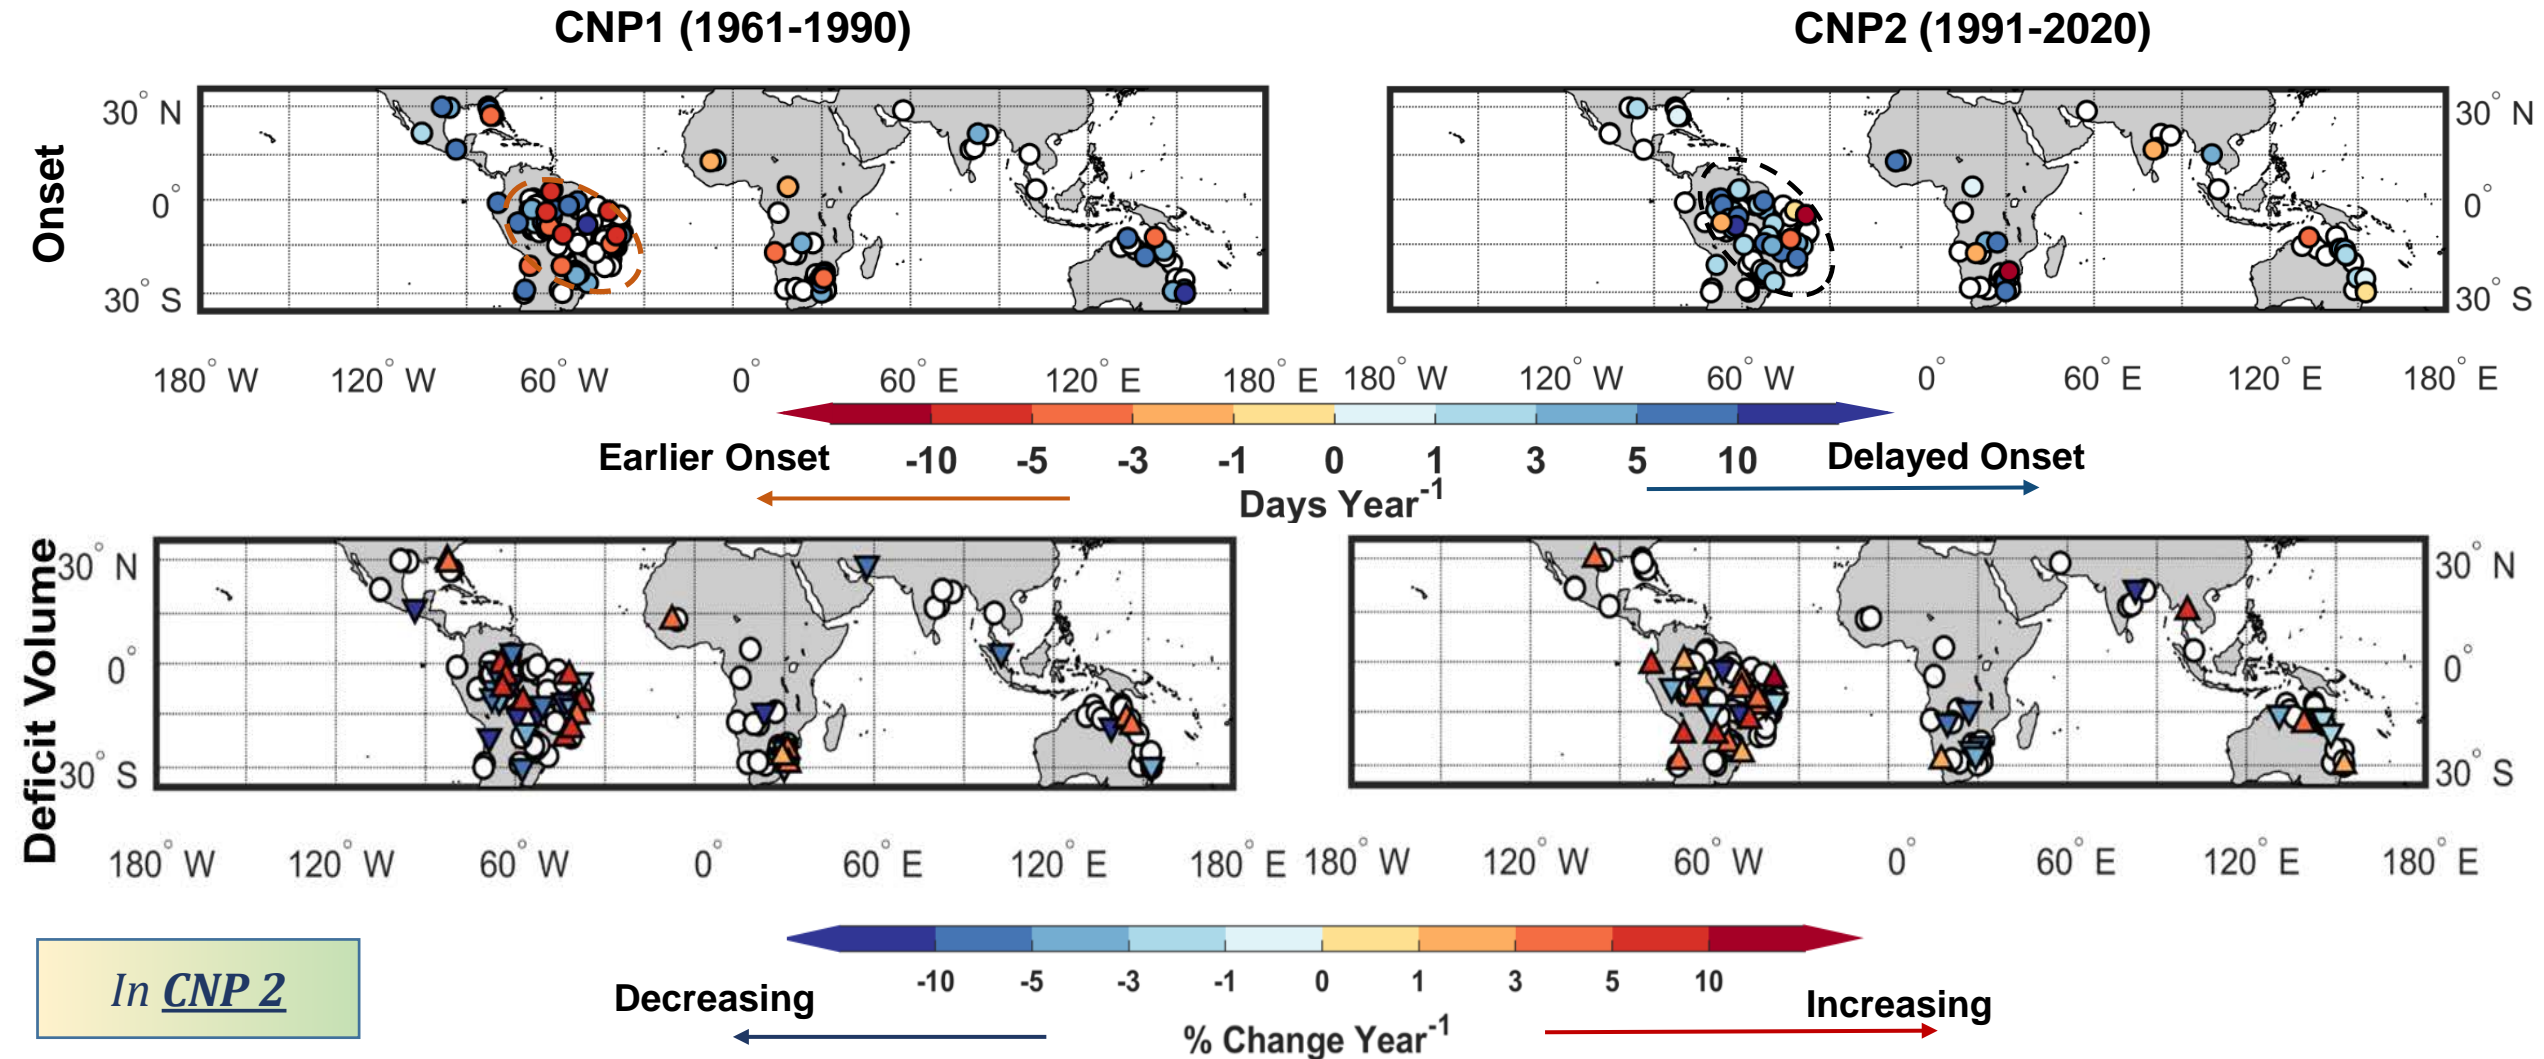 CNP1 (1961-1990)
CNP2 (1991-2020)
Onset
30° N
0°
30° S
30° N
0°
30° S
180° W 120° W 60° W 0° 60° E 120° E 180° E
180° W 120° W 60° W 0° 60° E 120° E 180° E
Earlier Onset
-10 -5 -3 -1 0 1 3 5 10
Delayed Onset
Days Year-1
Deficit Volume
30° N
0°
30° S
30° N
0°
30° S
180° W 120° W 60° W 0° 60° E 120° E 180° E
180° W 120° W 60° W 0° 60° E 120° E 180° E
In CNP 2
-10 -5 -3 -1 0 1 3 5 10
Decreasing
Increasing
% Change Year-1